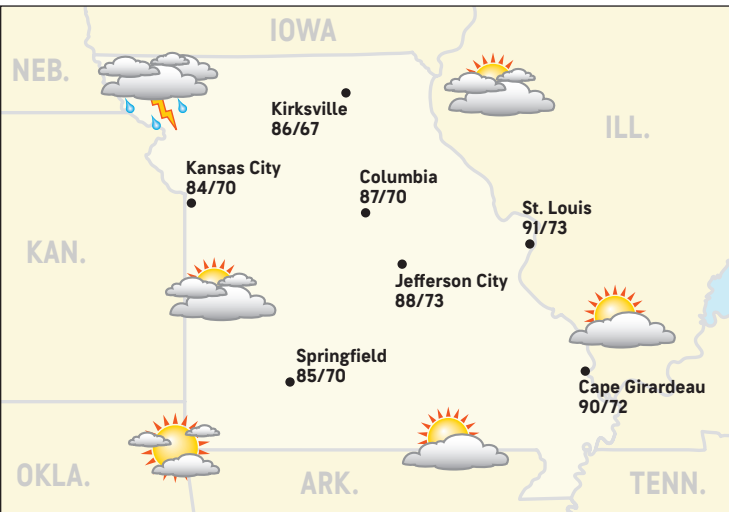 IOWA
NEB.
Kirksville
86/67
ILL.
Kansas City
84/70
Columbia
87/70
St. Louis
91/73
KAN.
Jefferson City
88/73
Springfield
85/70
Cape Girardeau
90/72
OKLA.
ARK.
TENN.